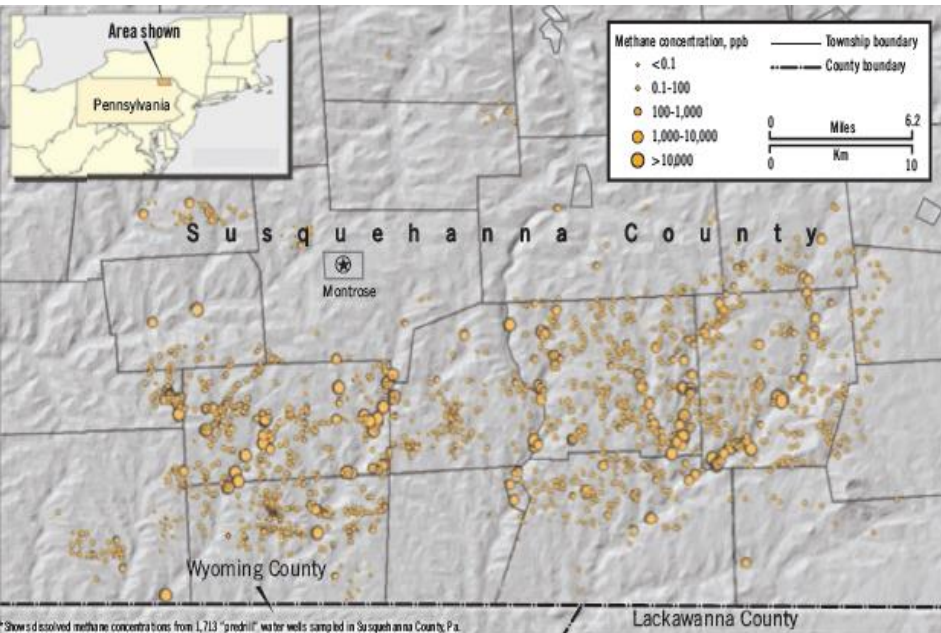 Area shown
Pennsylvania
Methane concentration, ppb
<0.1
0.1-100
100-1,000
1,000-10,000
>10,000
Township boundary
County boundary
0 6.2
Miles
Km
0 10
Susquehanna County
Montrose
Wyoming County
Lackawanna County
*Shows dissolved methane concentrations from 1,713 "predrill" water wells sampled in Susquehanna County, Pa.